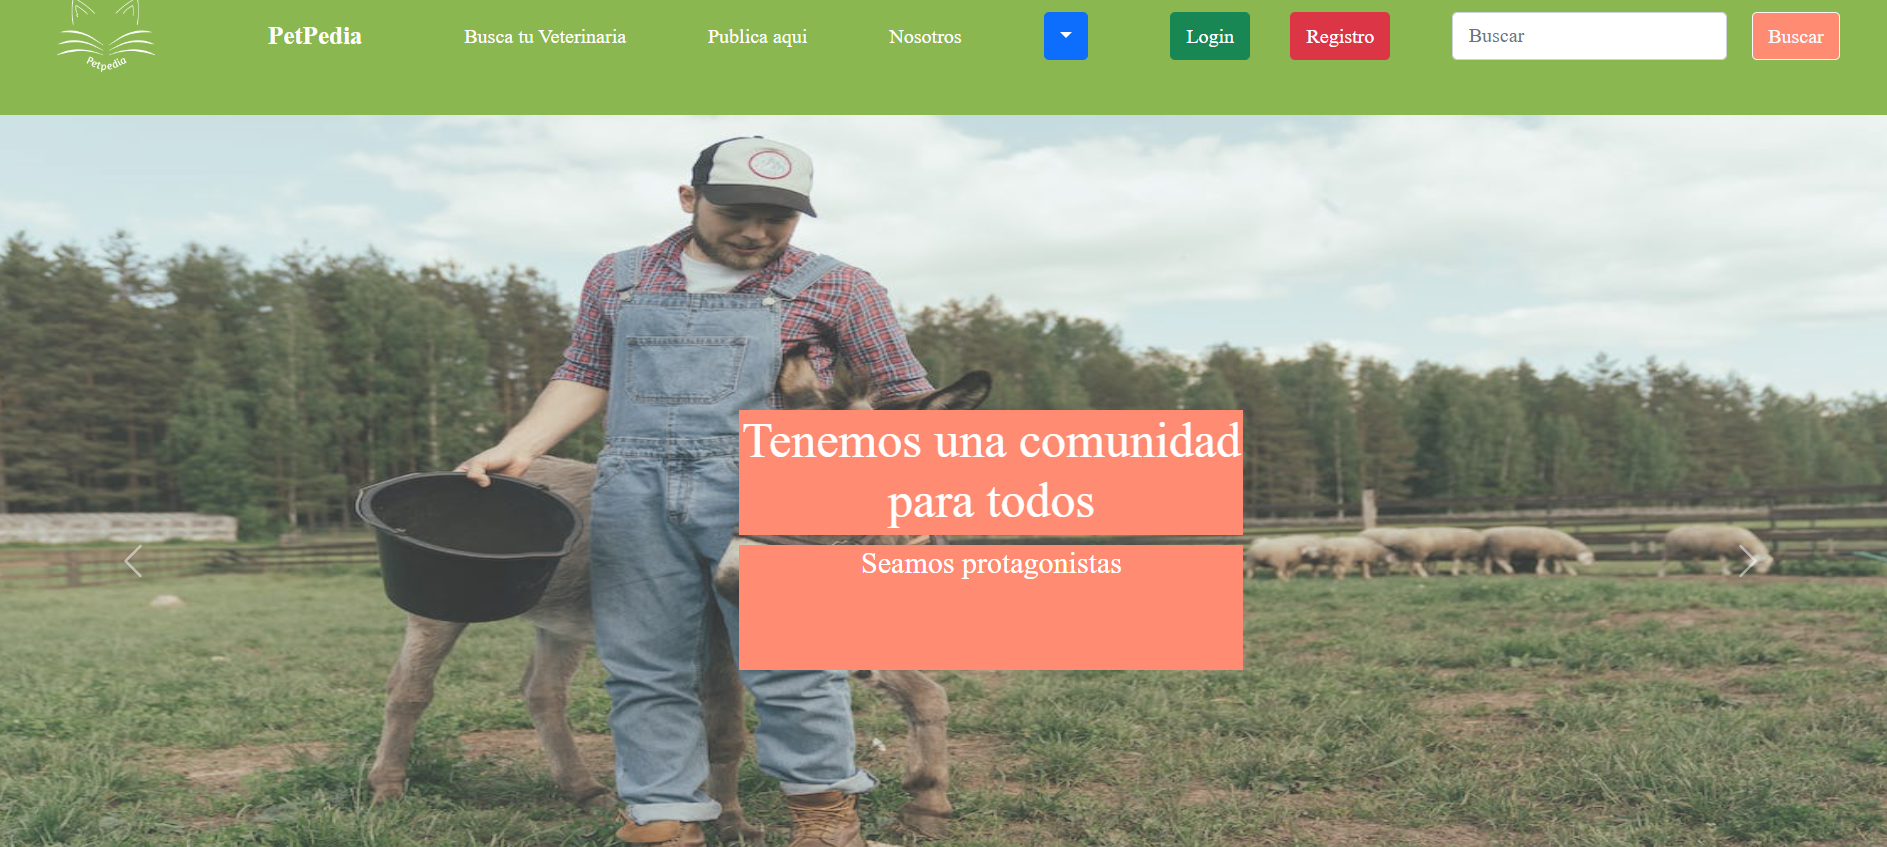 Petpedia
PetPedia
Busca tu Veterinaria
Publica aqui
Nosotros
Login
Registro
Buscar
Buscar
Tenemos una comunidad
para todos
Seamos protagonistas